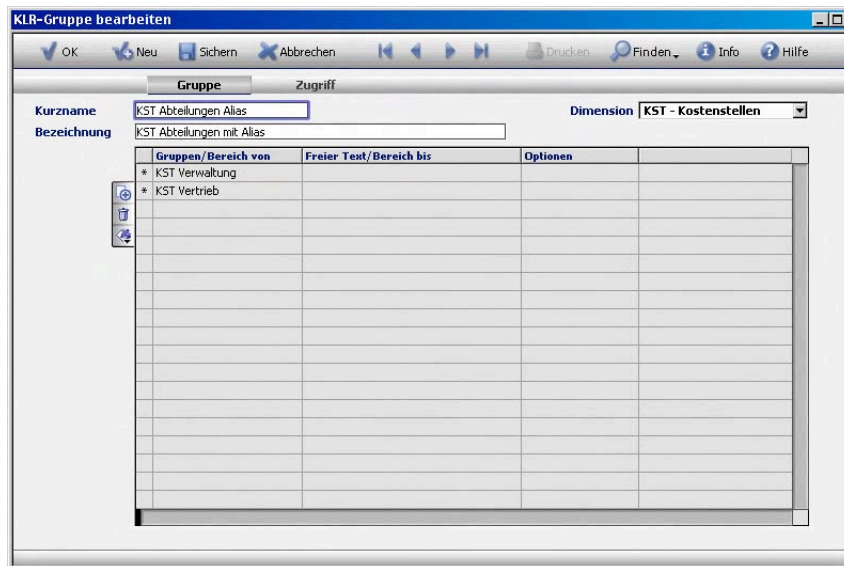 KLR-Gruppe bearbeiten
OK Neu Sichern Abbrechen Drucken Finden Info Hilfe
Gruppe Zugriff
Kurzname KST Abteilungen Alias Dimension KST - Kostenstellen
Bezeichnung KST Abteilungen mit Alias
Gruppen/Bereich von Freier Text/Bereich bis Optionen
* KST Verwaltung
* KST Vertrieb